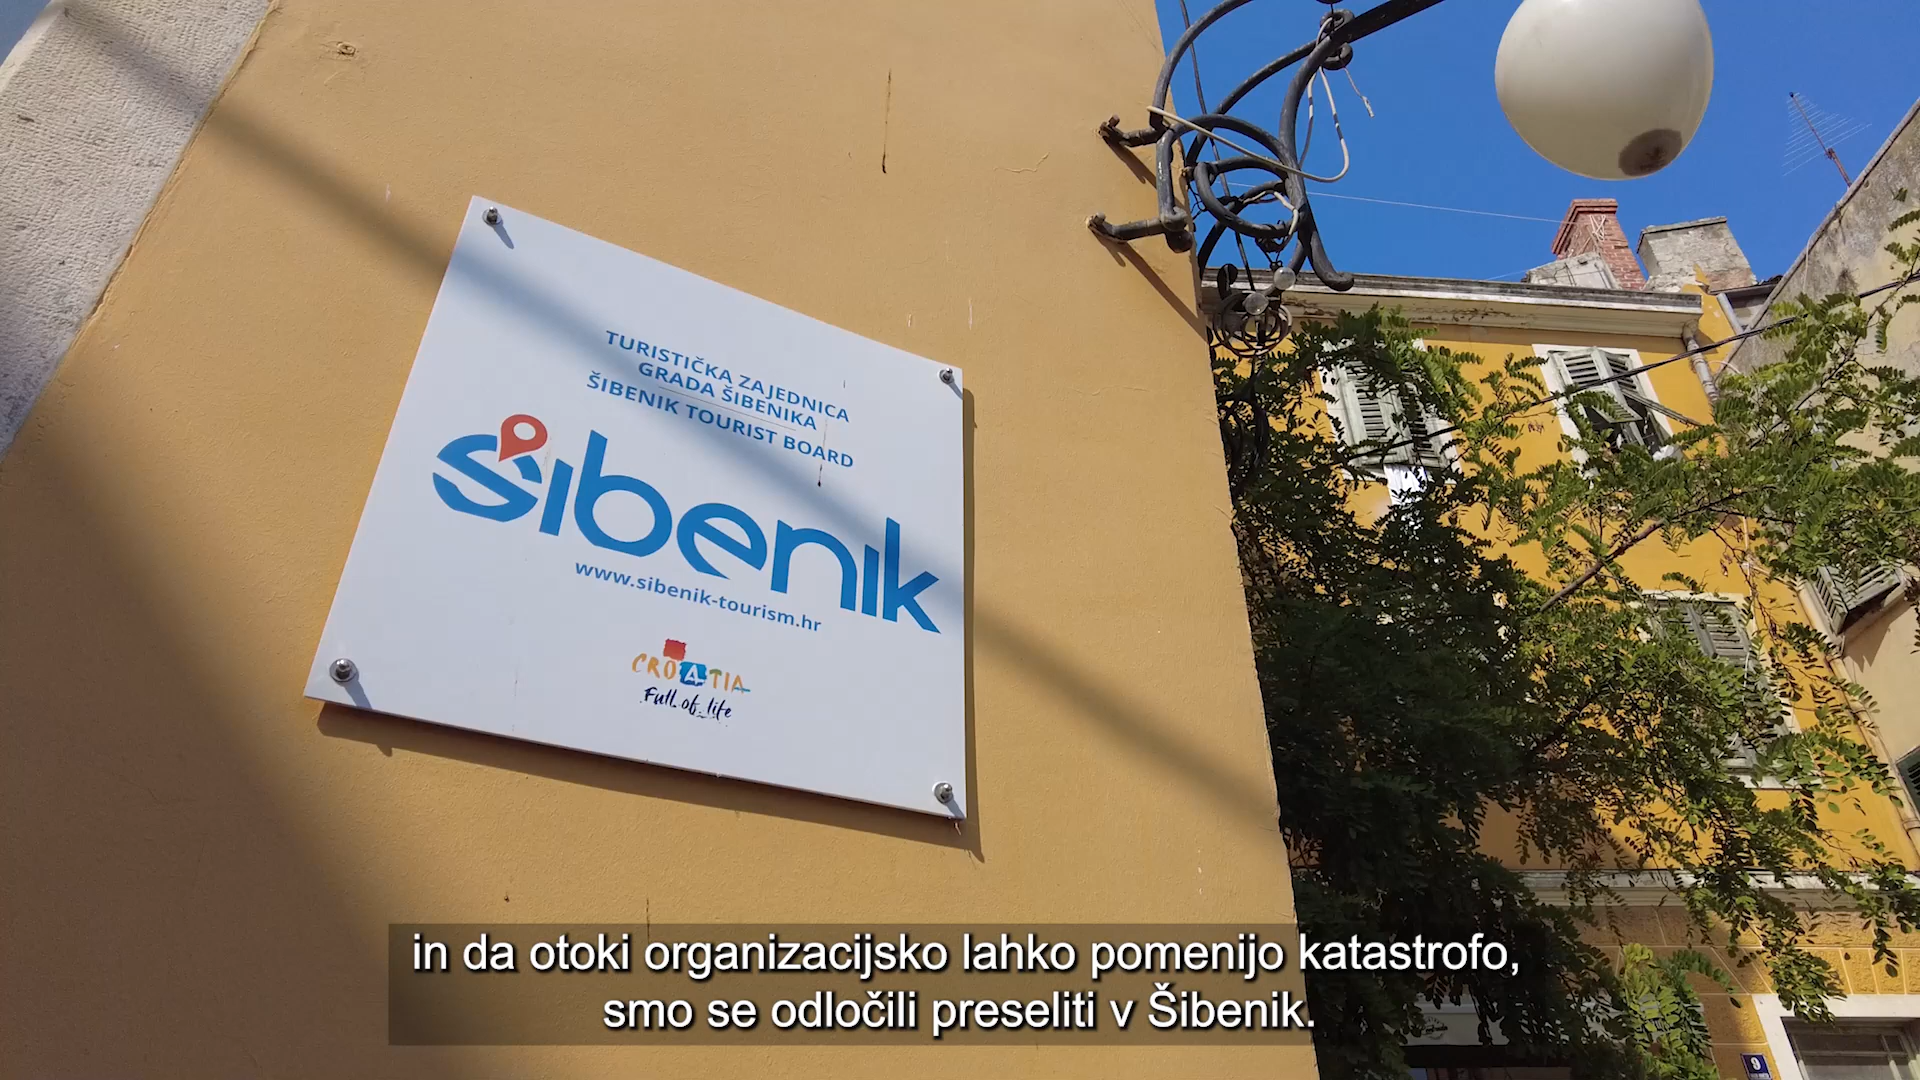 TURISTIČKA ZAJEDNICA
GRADA ŠIBENIKA
ŠIBENIK TOURIST BOARD
šibenik
www.sibenik-tourism.hr
CROATIA
Full of life
in da otoki organizacijsko lahko pomenijo katastrofo,
smo se odločili preseliti v Šibenik.
9